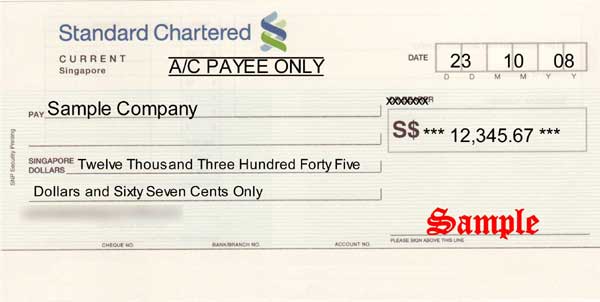 Standard Chartered
CURRENT
Singapore
A/C PAYEE ONLY
DATE 23 10 08
D D M M Y Y
PAY Sample Company
S$ *** 12,345.67 ***
SINGAPORE DOLLARS Twelve Thousand Three Hundred Forty Five
Dollars and Sixty Seven Cents Only
SNP Security Printing
Sample
CHEQUE NO. BANK/BRANCH NO. ACCOUNT NO. PLEASE SIGN ABOVE THIS LINE